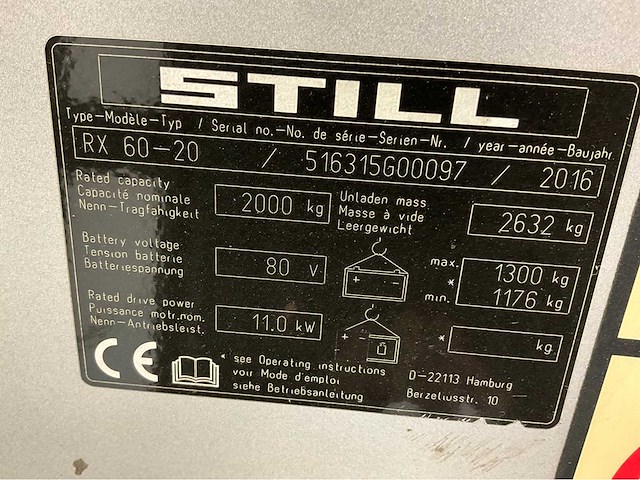 STILL
Type-Modèle-Typ / Serial no.-No. de série-Serien-Nr. / year-année-Baujahr
RX 60-20 / 516315G00097 / 2016
Rated capacity
Capacité nominale
Nenn-Tragfähigkeit
2000 kg
Unladen mass
Masse à vide
Leergewicht
2632 kg
Battery voltage
Tension batterie
Batteriespannung
80 V
+ -
max. 1300 kg
*
min. 1176 kg
Rated drive power
Puissance motr.nom.
Nenn-Antriebsleist.
11.0 kW
+ -
* kg
CE
* see Operating instructions
voir Mode d'emploi
siehe Betriebsanleitung
D-22113 Hamburg
Berzeliusstr. 10